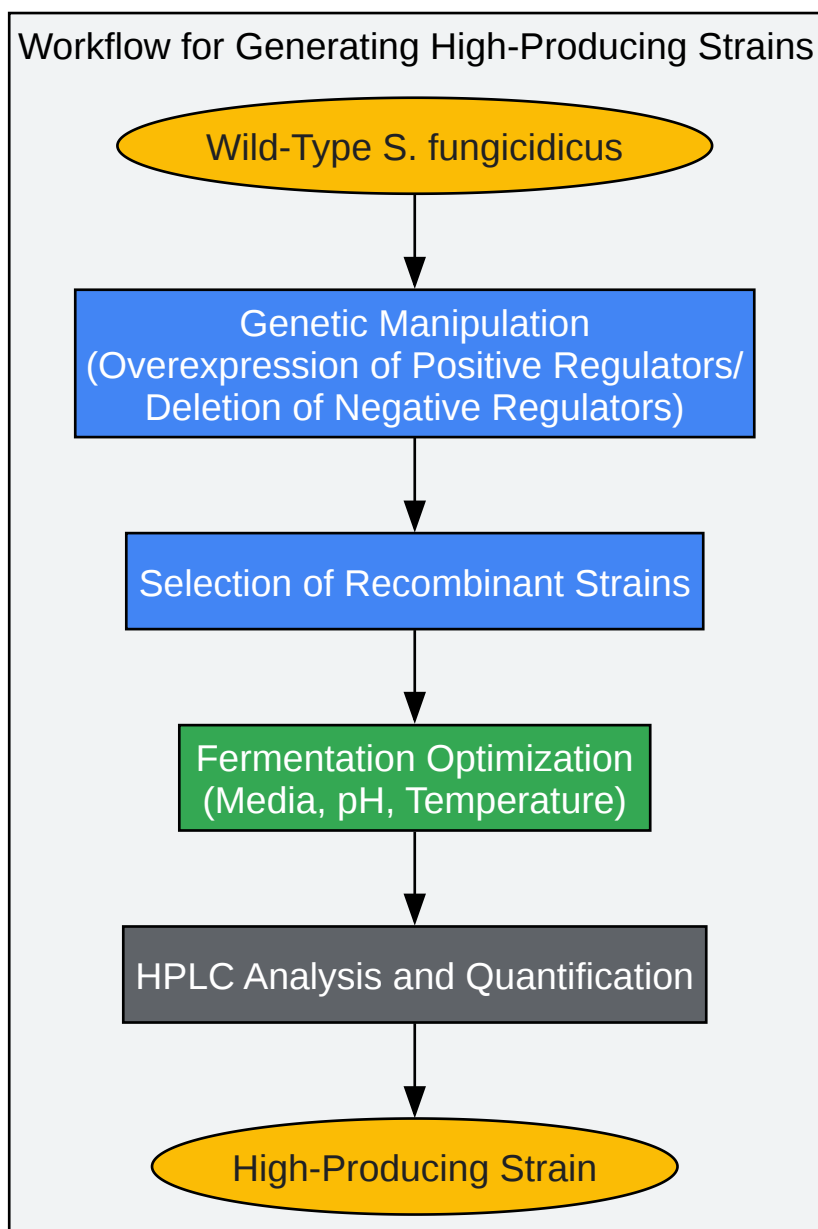 Workflow for Generating High-Producing Strains
Wild-Type S. fungicidicus
Genetic Manipulation
(Overexpression of Positive Regulators/
Deletion of Negative Regulators)
Selection of Recombinant Strains
Fermentation Optimization
(Media, pH, Temperature)
HPLC Analysis and Quantification
High-Producing Strain